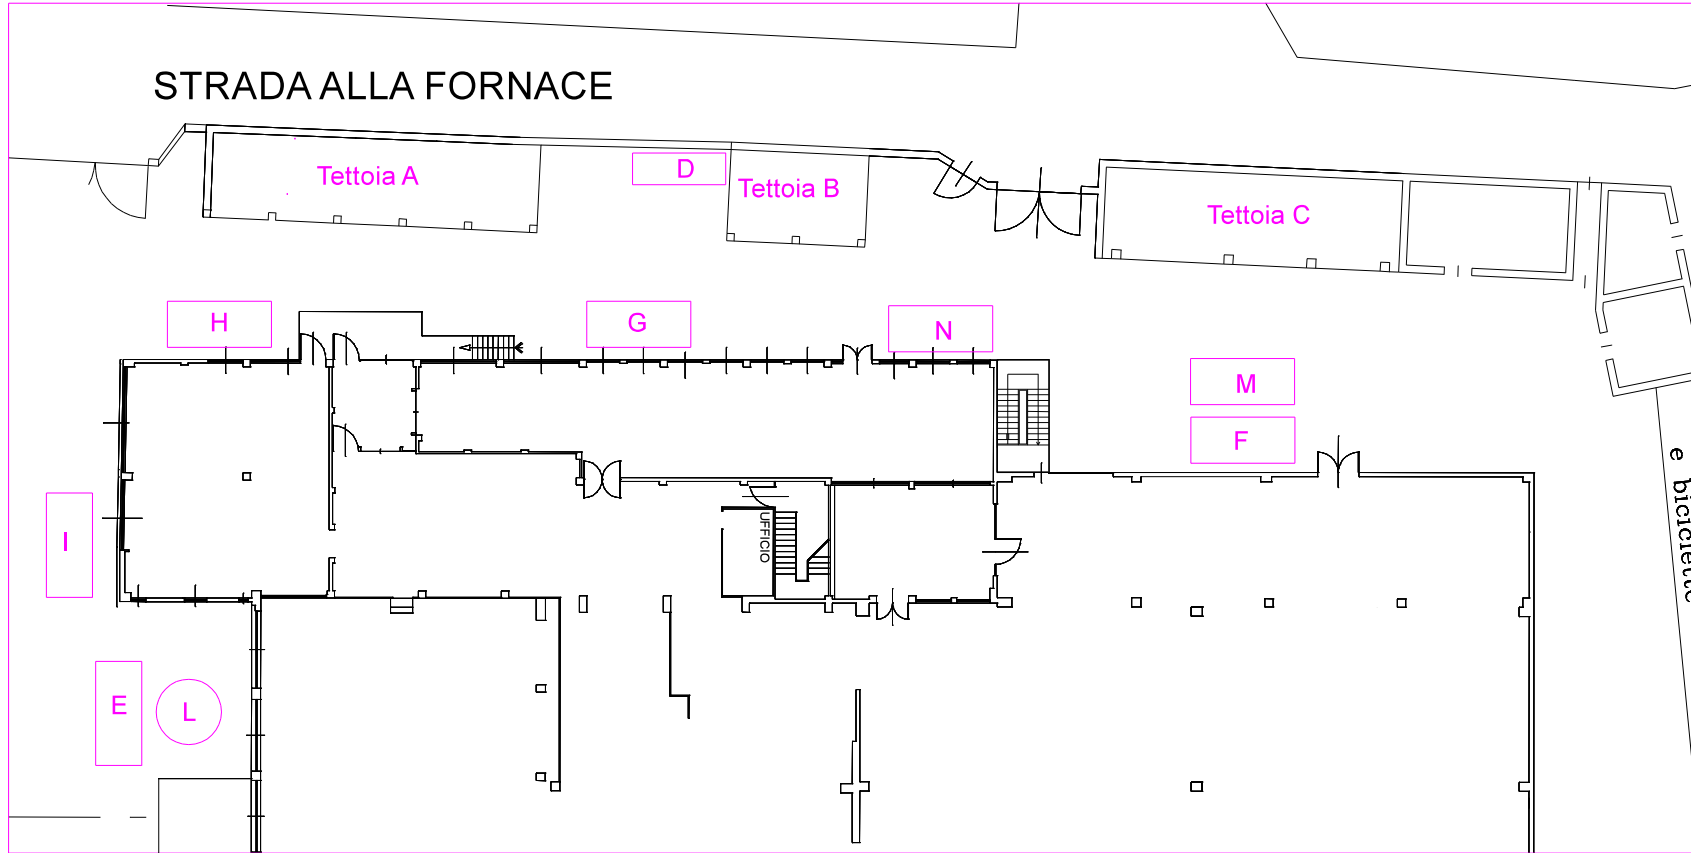 STRADA ALLA FORNACE
Tettoia A
D
Tettoia B
Tettoia C
H
G
N
M
F
e biciclette
I
UFFICIO
E
L